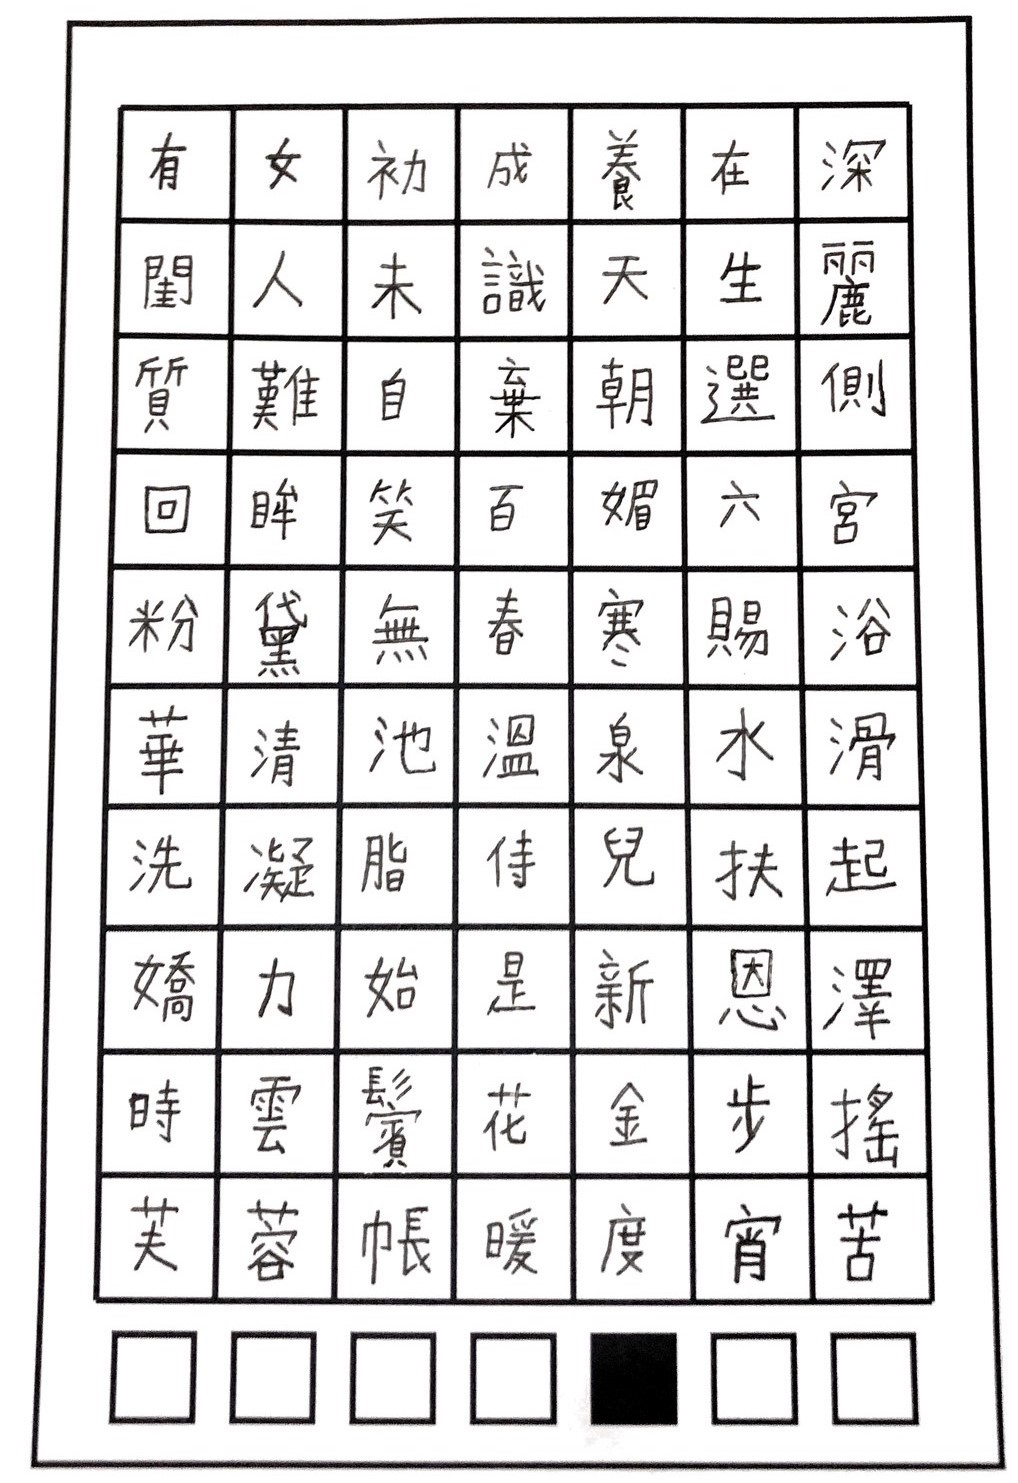 有女初成養在深
閨人未識天生麗
質難自棄朝選側
回眸笑百媚六宮
粉黛無春寒賜浴
華清池溫泉水滑
洗凝脂侍兒扶起
嬌力始是新恩澤
時雲鬢花金步搖
芙蓉帳暖度宵苦